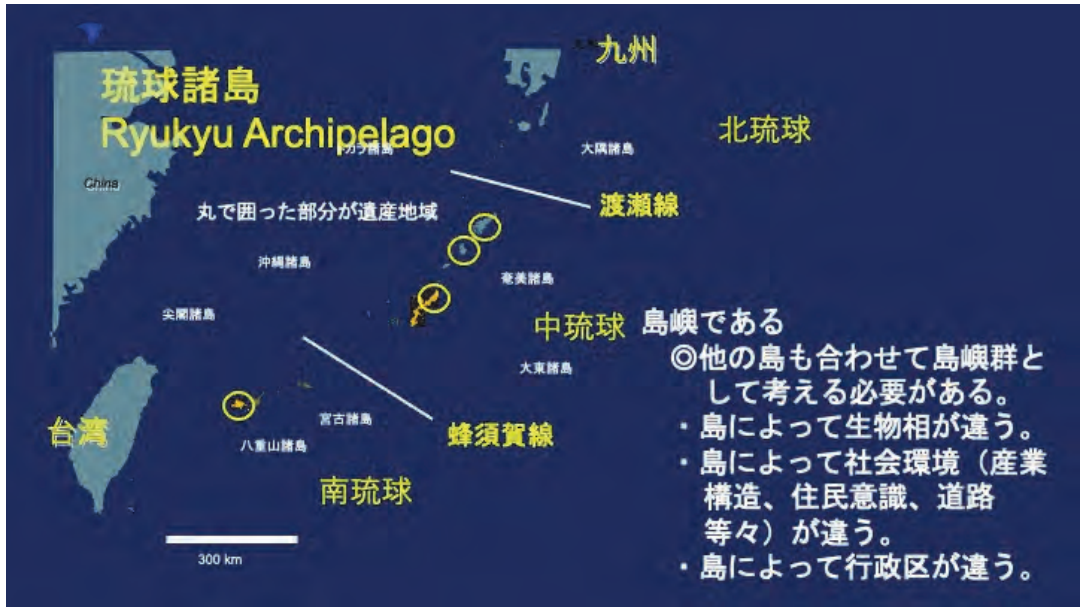 九州
琉球諸島
Ryukyu Archipelago
北琉球
トカラ諸島
大隅諸島
China
渡瀬線
丸で囲った部分が遺産地域
沖縄諸島
奄美諸島
尖閣諸島
中琉球
島嶼である
◎他の島も合わせて島嶼群と
して考える必要がある。
・島によって生物相が違う。
・島によって社会環境（産業
構造、住民意識、道路
等々）が違う。
・島によって行政区が違う。
大東諸島
宮古諸島
台湾
八重山諸島
蜂須賀線
南琉球
300 km